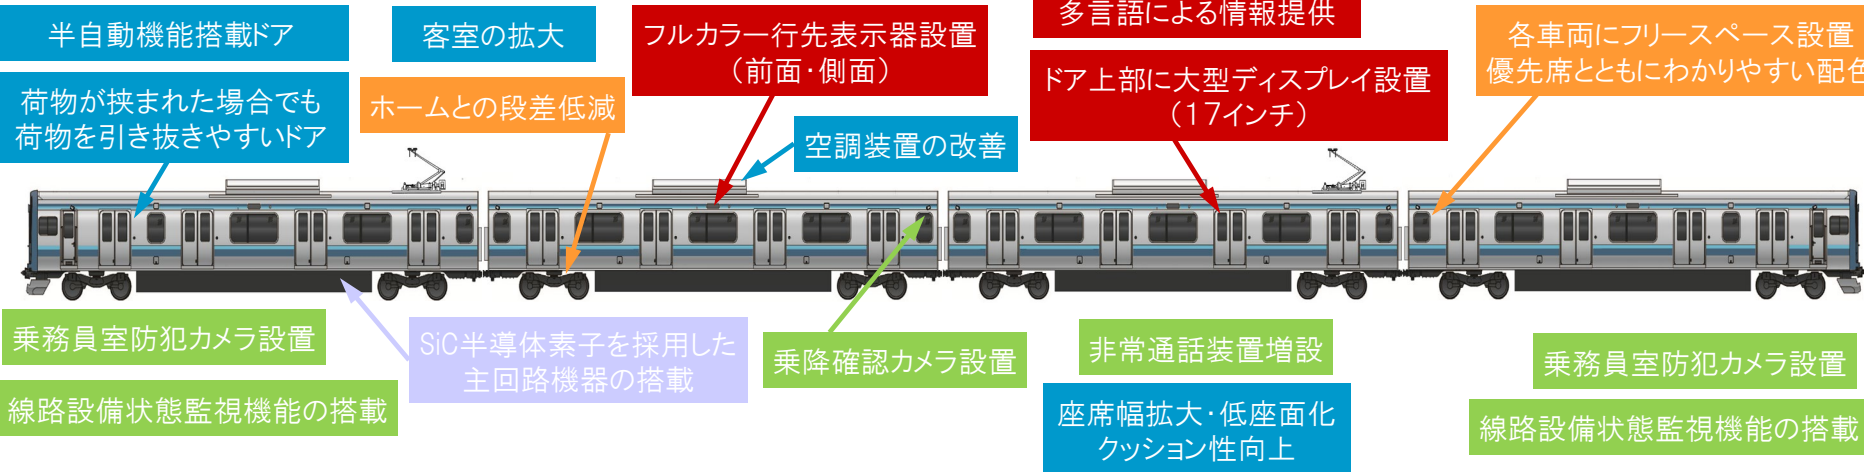 半自動機能搭載ドア
荷物が挟まれた場合でも
荷物を引き抜きやすいドア
客室の拡大
ホームとの段差低減
フルカラー行先表示器設置
（前面・側面）
空調装置の改善
多言語による情報提供
ドア上部に大型ディスプレイ設置
（17インチ）
各車両にフリースペース設置
優先席とともにわかりやすい配色
乗務員室防犯カメラ設置
線路設備状態監視機能の搭載
SiC半導体素子を採用した
主回路機器の搭載
乗降確認カメラ設置
非常通話装置増設
座席幅拡大・低座面化
クッション性向上
乗務員室防犯カメラ設置
線路設備状態監視機能の搭載